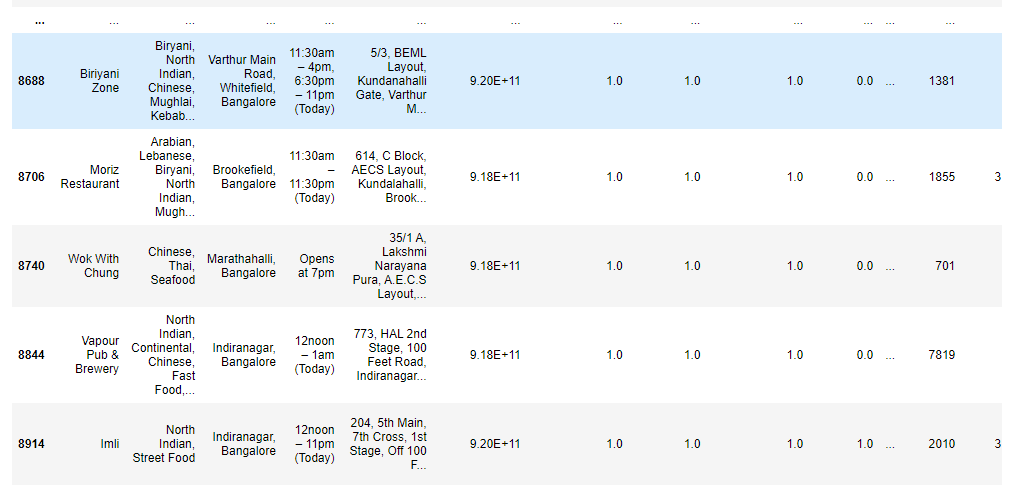 ... ... ... ... ... ... ... ... ... ... ... ... ...
8688 Biriyani Zone Biryani, North Indian, Chinese, Mughlai, Kebab... Varthur Main Road, Whitefield, Bangalore 11:30am – 4pm, 6:30pm – 11pm (Today) 5/3, BEML Layout, Kundanahalli Gate, Varthur M... 9.20E+11 1.0 1.0 1.0 0.0 ... 1381
8706 Moriz Restaurant Arabian, Lebanese, Biryani, North Indian, Mugh... Brookefield, Bangalore 11:30am – 11:30pm (Today) 614, C Block, AECS Layout, Kundalahalli, Brook... 9.18E+11 1.0 1.0 1.0 0.0 ... 1855 3
8740 Wok With Chung Chinese, Thai, Seafood Marathahalli, Bangalore Opens at 7pm 35/1 A, Lakshmi Narayana Pura, A.E.C.S Layout,... 9.18E+11 1.0 1.0 1.0 0.0 ... 701
8844 Vapour Pub & Brewery North Indian, Continental, Chinese, Fast Food,... Indiranagar, Bangalore 12noon – 1am (Today) 773, HAL 2nd Stage, 100 Feet Road, Indiranagar... 9.18E+11 1.0 1.0 1.0 0.0 ... 7819
8914 Imli North Indian, Street Food Indiranagar, Bangalore 12noon – 11pm (Today) 204, 5th Main, 7th Cross, 1st Stage, Off 100 F... 9.20E+11 1.0 1.0 1.0 1.0 ... 2010 3